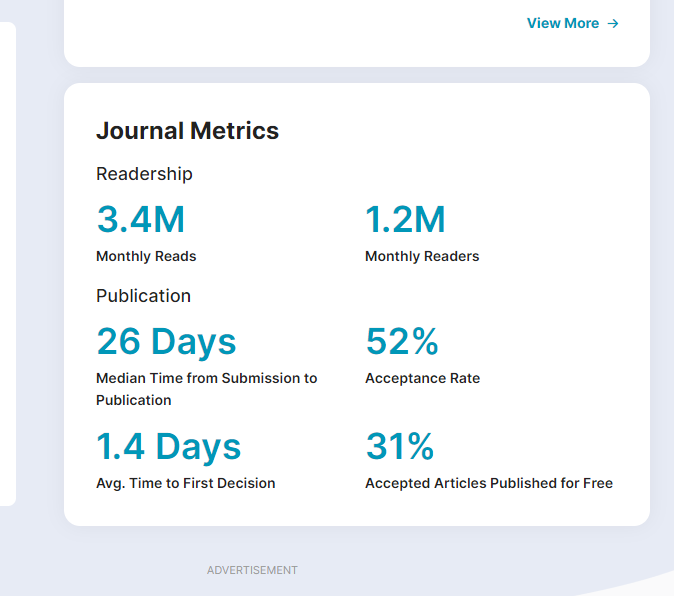 View More →
Journal Metrics
Readership
3.4M
1.2M
Monthly Reads
Monthly Readers
Publication
26 Days
52%
Median Time from Submission to
Publication
Acceptance Rate
1.4 Days
31%
Avg. Time to First Decision
Accepted Articles Published for Free
ADVERTISEMENT